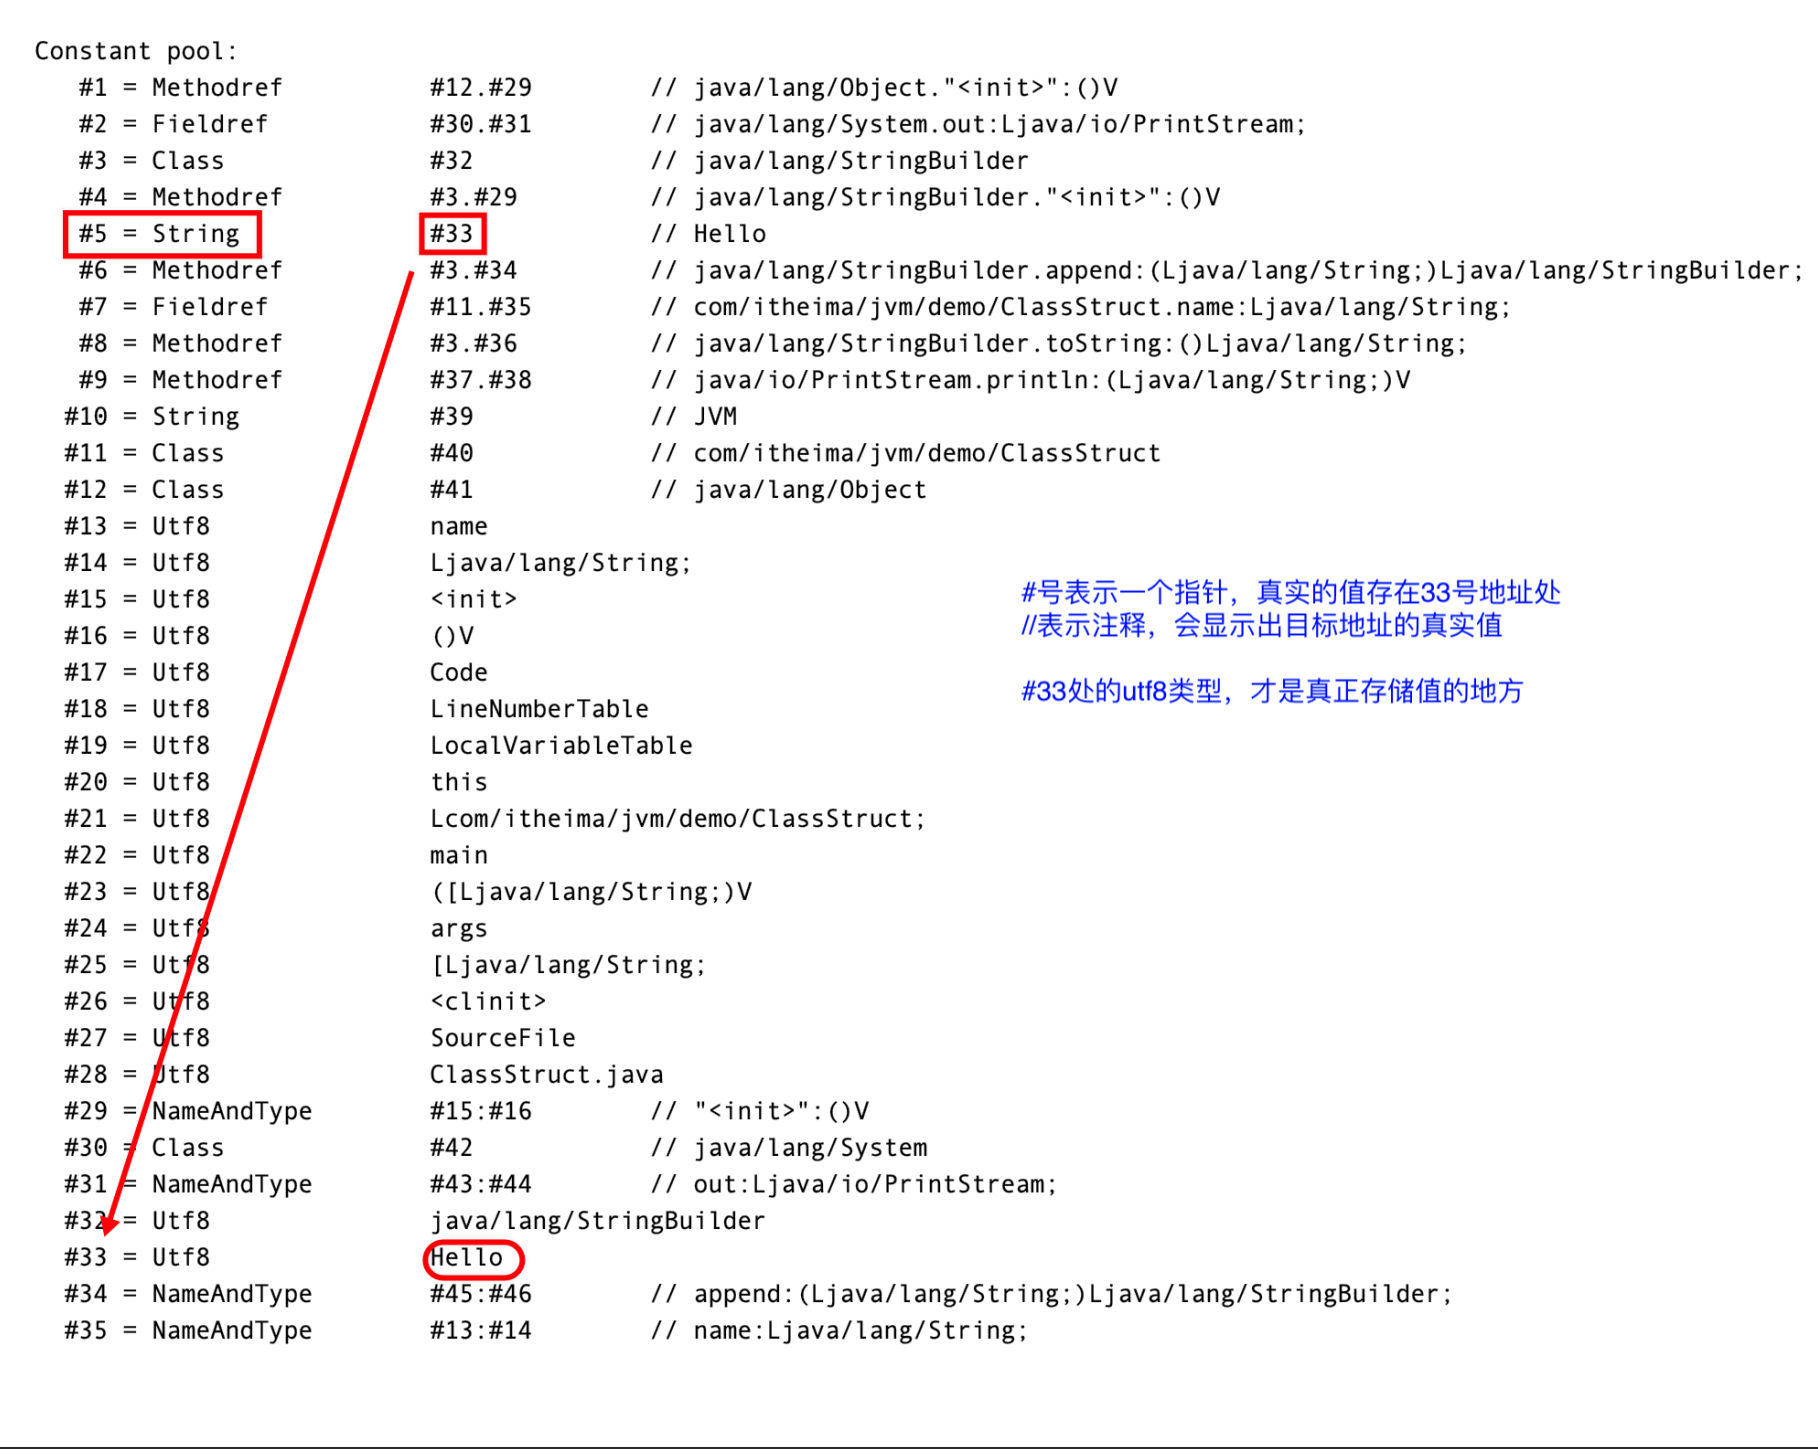 Constant pool:
#1 = Methodref #12.#29 // java/lang/Object."<init>":()V
#2 = Fieldref #30.#31 // java/lang/System.out:Ljava/io/PrintStream;
#3 = Class #32 // java/lang/StringBuilder
#4 = Methodref #3.#29 // java/lang/StringBuilder."<init>":()V
#5 = String #33 // Hello
#6 = Methodref #3.#34 // java/lang/StringBuilder.append:(Ljava/lang/String;)Ljava/lang/StringBuilder;
#7 = Fieldref #11.#35 // com/itheima/jvm/demo/ClassStruct.name:Ljava/lang/String;
#8 = Methodref #3.#36 // java/lang/StringBuilder.toString:()Ljava/lang/String;
#9 = Methodref #37.#38 // java/io/PrintStream.println:(Ljava/lang/String;)V
#10 = String #39 // JVM
#11 = Class #40 // com/itheima/jvm/demo/ClassStruct
#12 = Class #41 // java/lang/Object
#13 = Utf8 name
#14 = Utf8 Ljava/lang/String;
#15 = Utf8 <init>
#16 = Utf8 ()V
#17 = Utf8 Code
#18 = Utf8 LineNumberTable
#19 = Utf8 LocalVariableTable
#20 = Utf8 this
#21 = Utf8 Lcom/itheima/jvm/demo/ClassStruct;
#22 = Utf8 main
#23 = Utf8 ([Ljava/lang/String;)V
#24 = Utf8 args
#25 = Utf8 [Ljava/lang/String;
#26 = Utf8 <clinit>
#27 = Utf8 SourceFile
#28 = Utf8 ClassStruct.java
#29 = NameAndType #15:#16 // "<init>":()V
#30 = Class #42 // java/lang/System
#31 = NameAndType #43:#44 // out:Ljava/io/PrintStream;
#32 = Utf8 java/lang/StringBuilder
#33 = Utf8 Hello
#34 = NameAndType #45:#46 // append:(Ljava/lang/String;)Ljava/lang/StringBuilder;
#35 = NameAndType #13:#14 // name:Ljava/lang/String;
#号表示一个指针，真实的值存在33号地址处
//表示注释，会显示出目标地址的真实值
#33处的utf8类型，才是真正存储值的地方